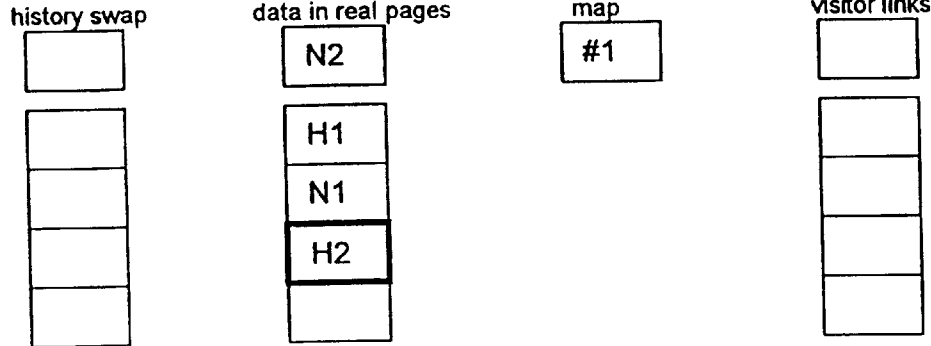 history swap
data in real pages
map
visitor links
N2
#1
H1
N1
H2